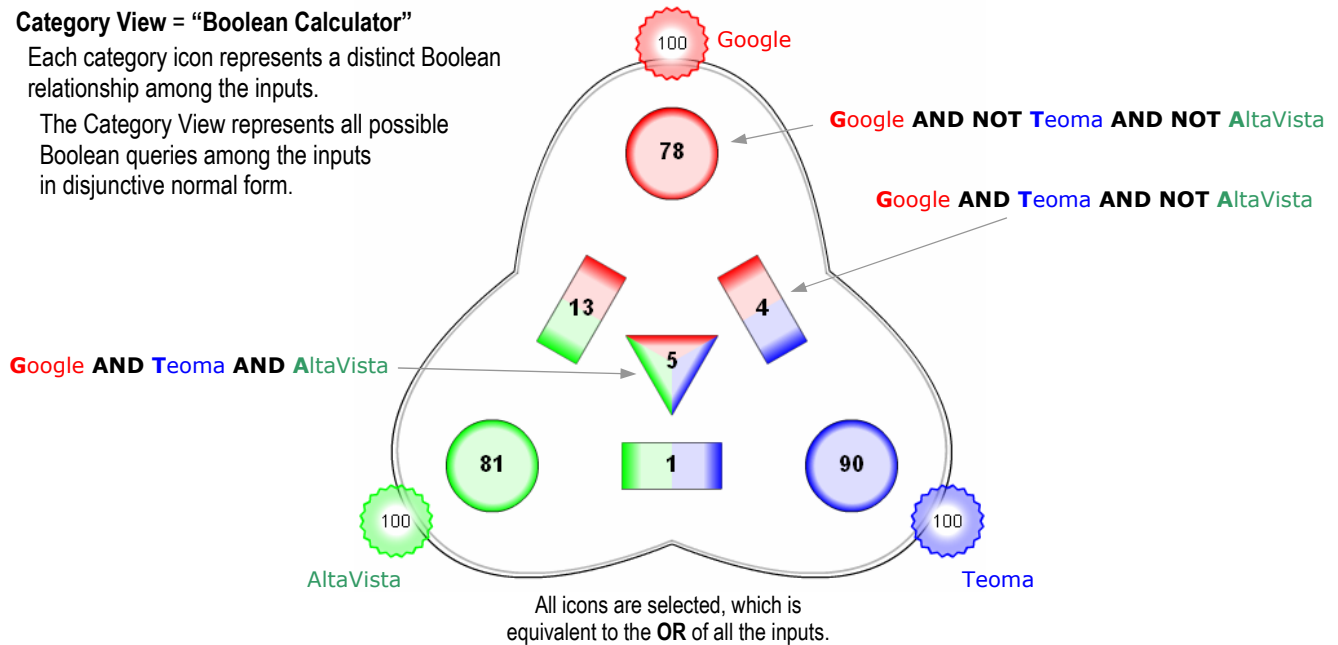 Category View = “Boolean Calculator”
Each category icon represents a distinct Boolean
relationship among the inputs.
The Category View represents all possible
Boolean queries among the inputs
in disjunctive normal form.
100
Google
78
Google AND NOT Teoma AND NOT AltaVista
Google AND Teoma AND NOT AltaVista
13
4
Google AND Teoma AND AltaVista
5
81
1
90
100
100
AltaVista
Teoma
All icons are selected, which is
equivalent to the OR of all the inputs.